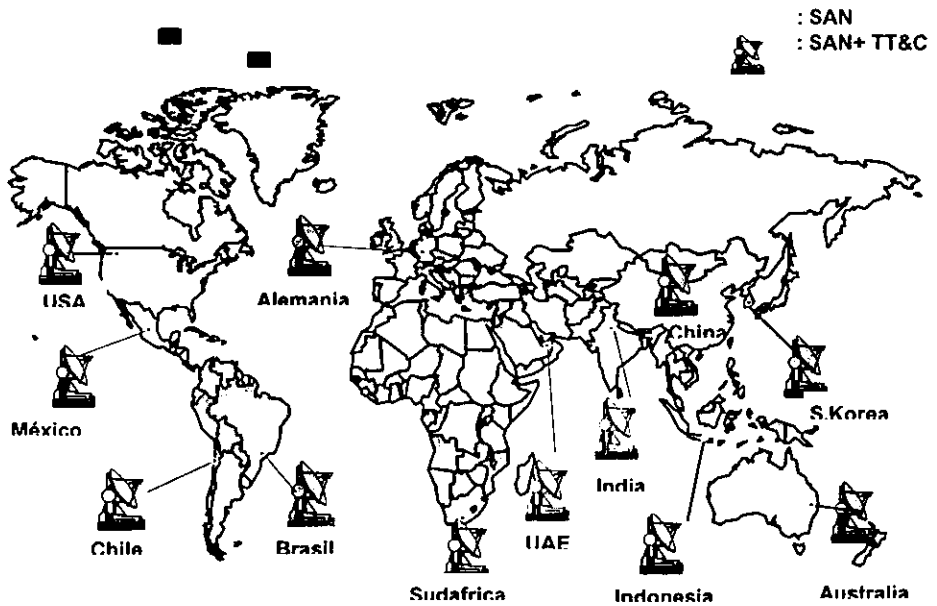 : SAN
: SAN+ TT&C
USA
Alemania
China
México
S.Korea
India
Chile
Brasil
UAE
Sudafrica
Indonesia
Australia